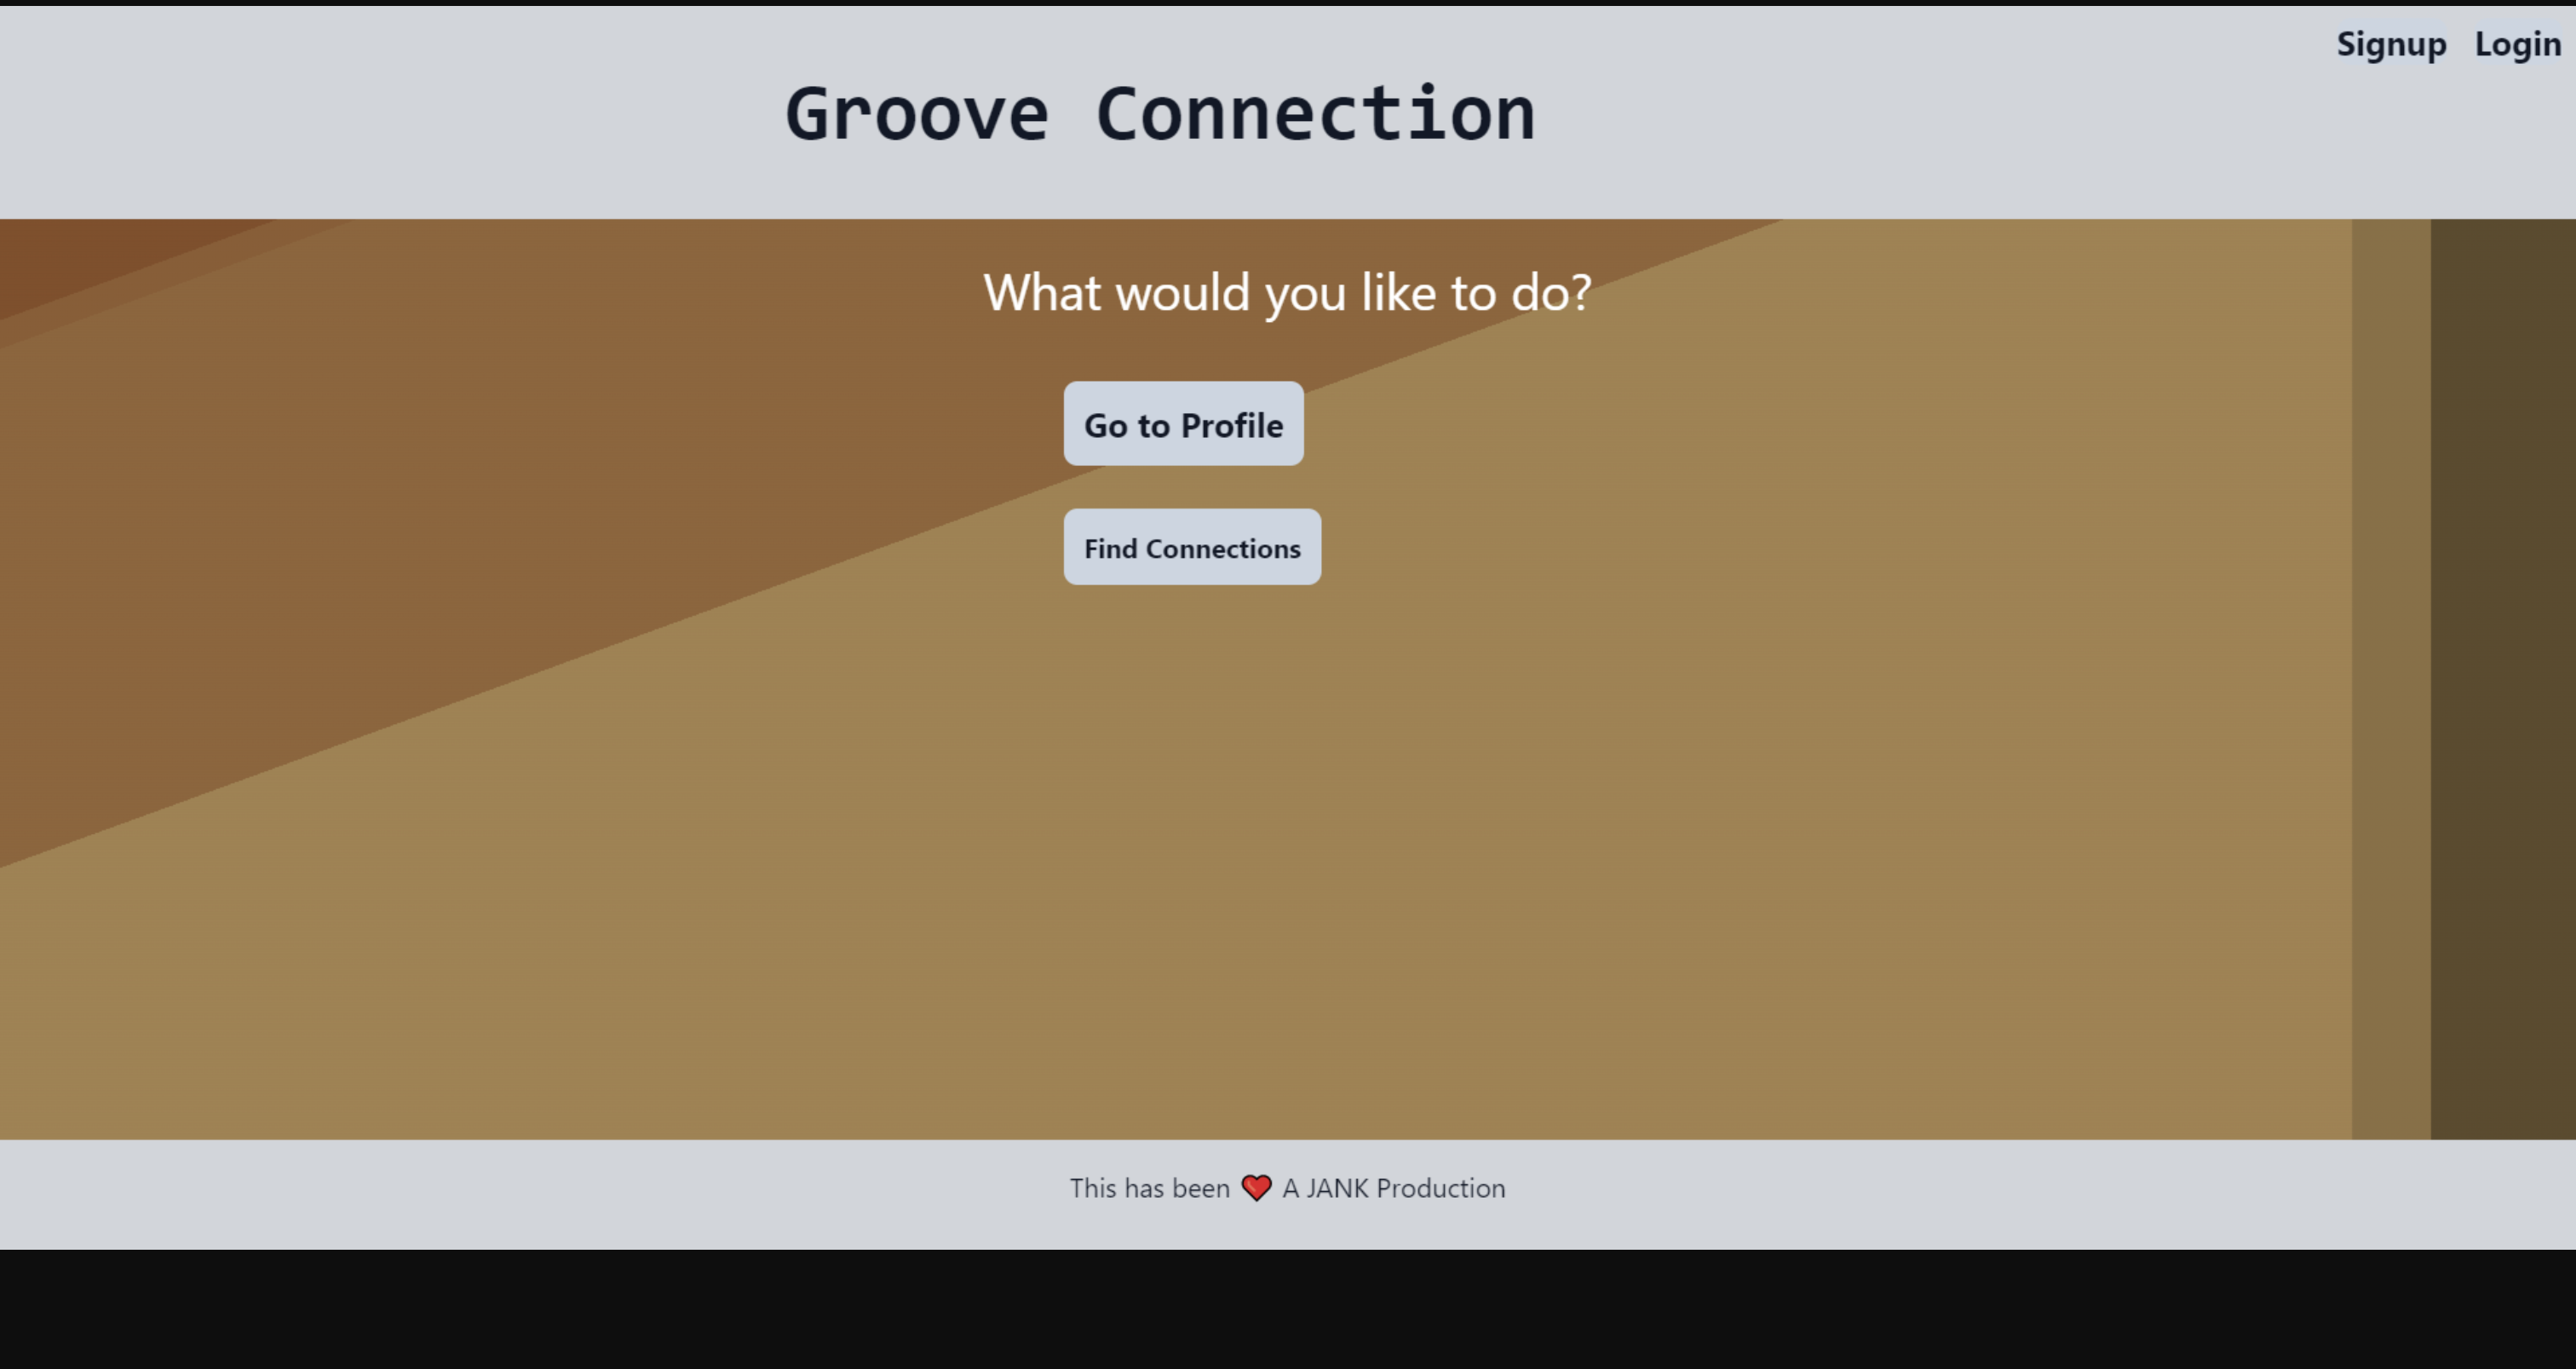 Signup Login
Groove Connection
What would you like to do?
Go to Profile
Find Connections
This has been ❤️ A JANK Production